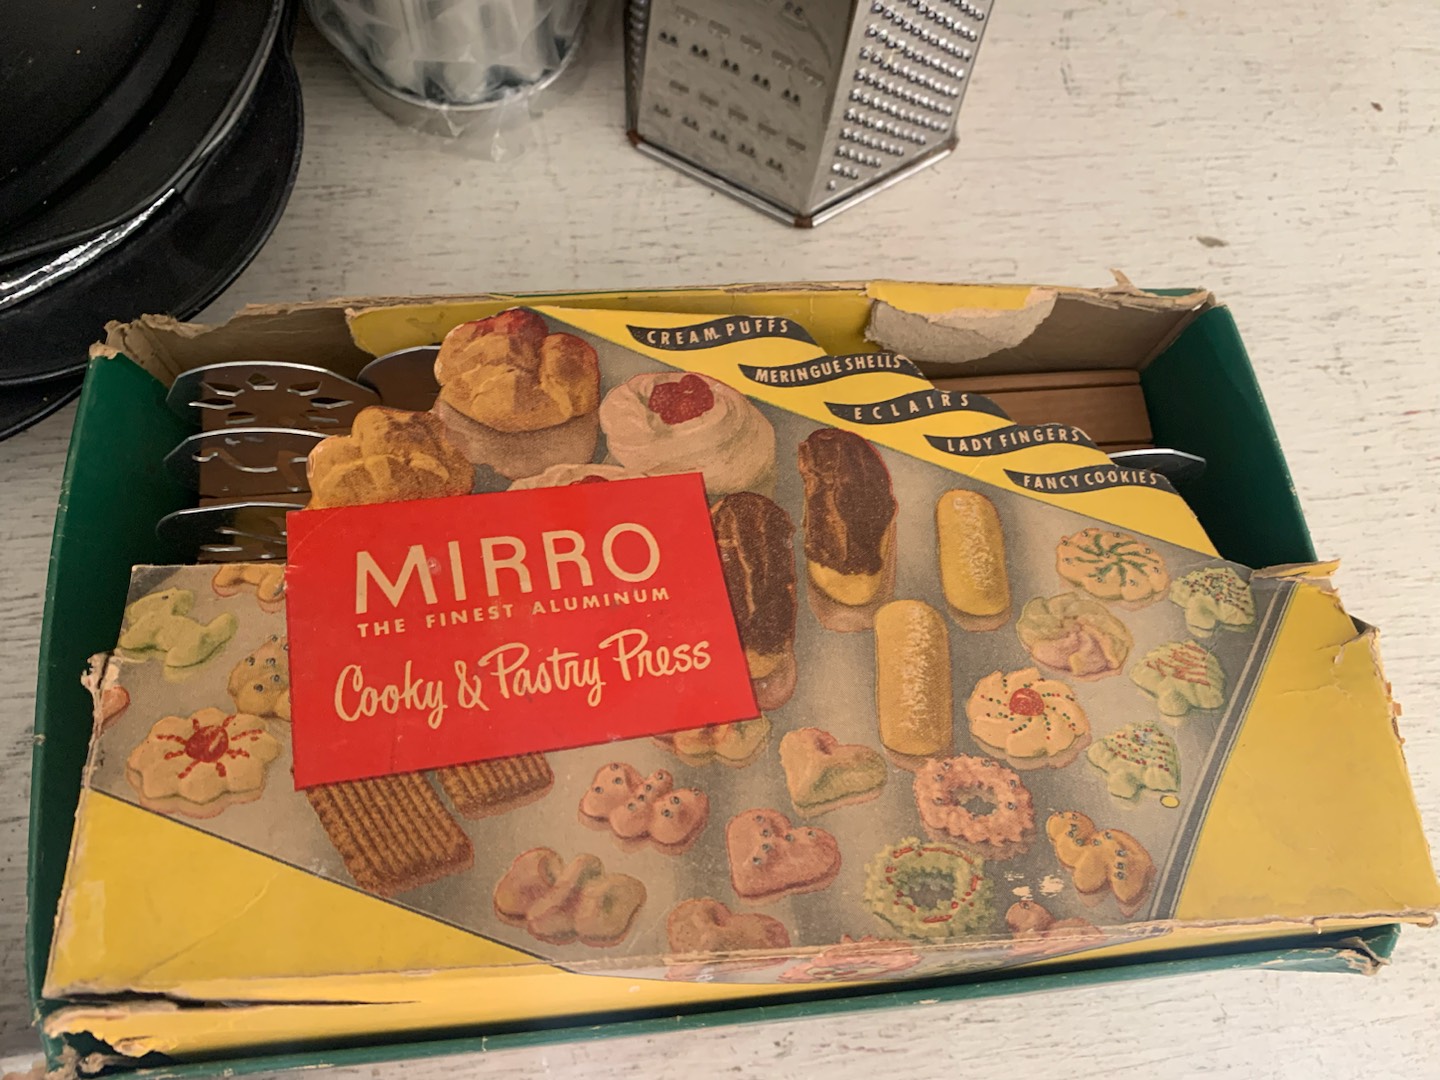 CREAM PUFFS
MERINGUE SHELLS
ECLAIRS
LADY FINGERS
FANCY COOKIES
MIRRO
THE FINEST ALUMINUM
Cooky & Pastry Press